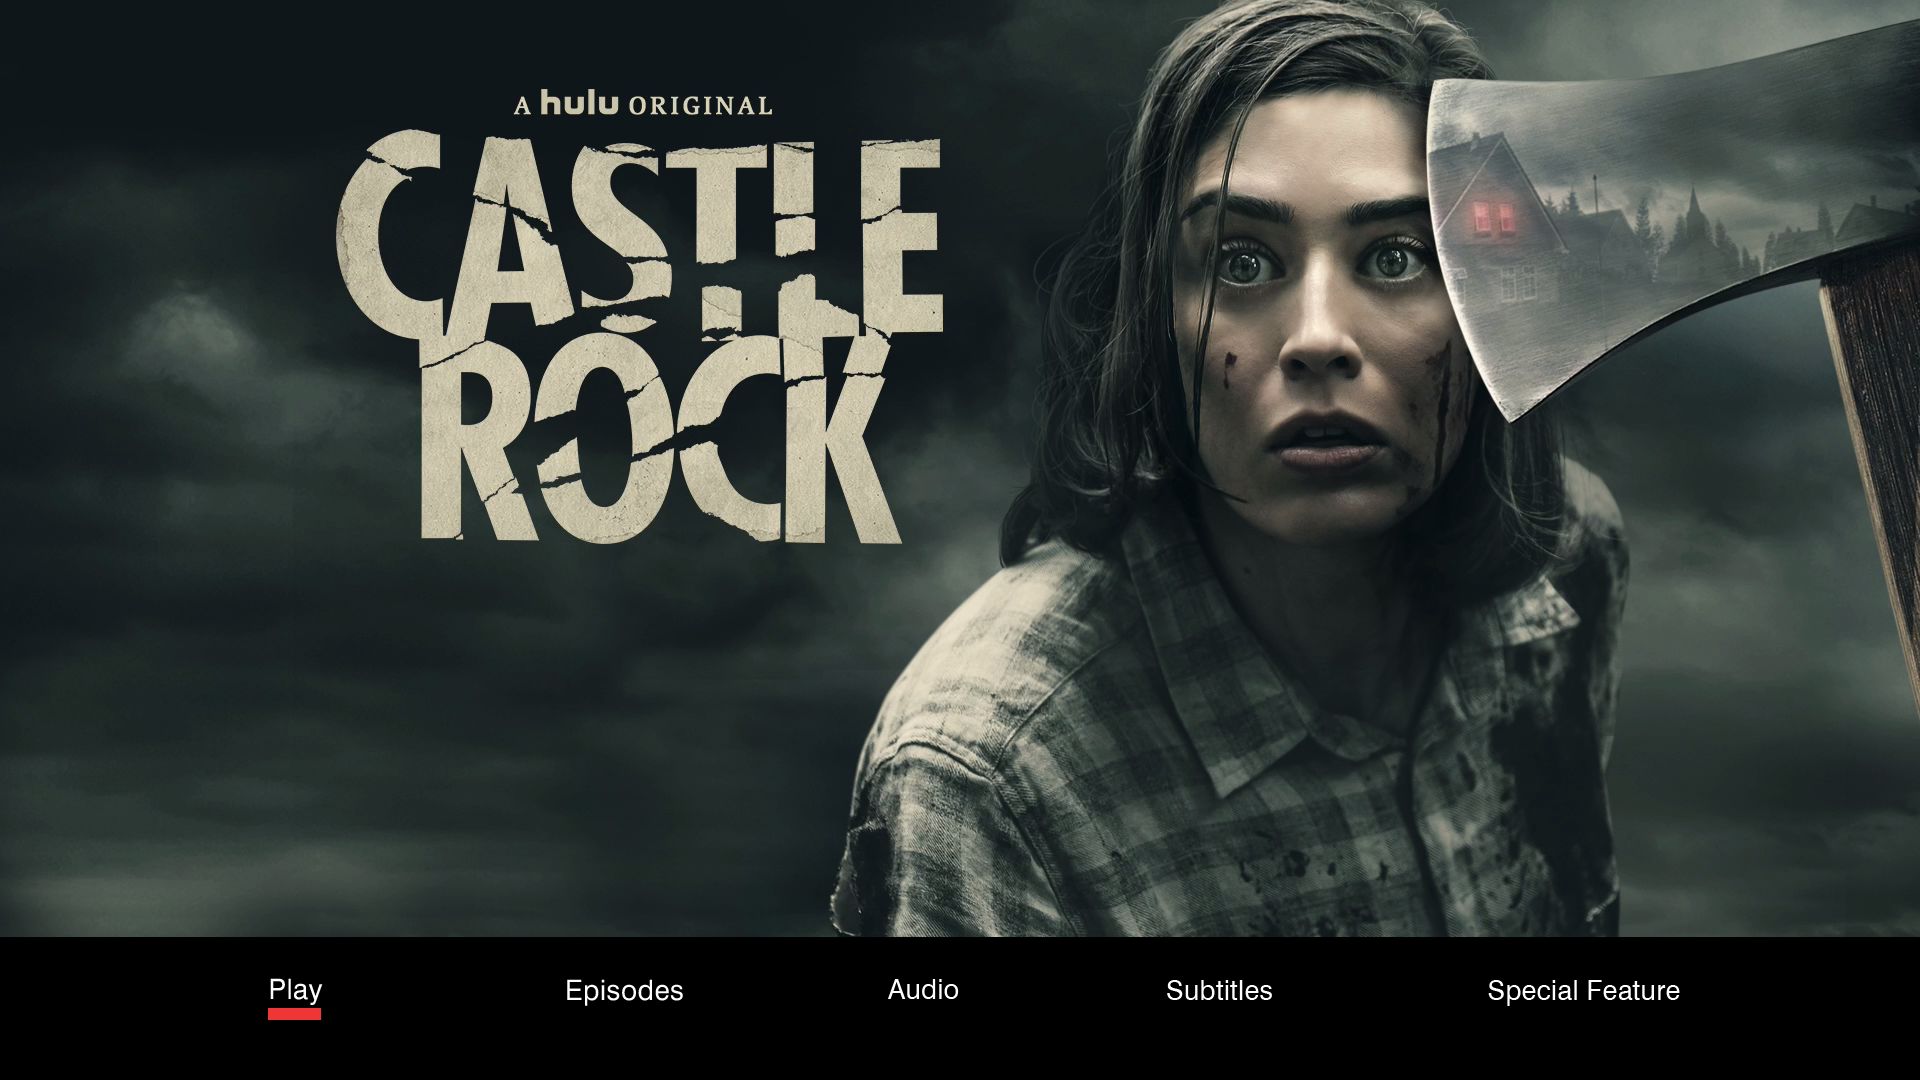 A hulu ORIGINAL
CASTLE
ROCK
Play
Episodes
Audio
Subtitles
Special Feature